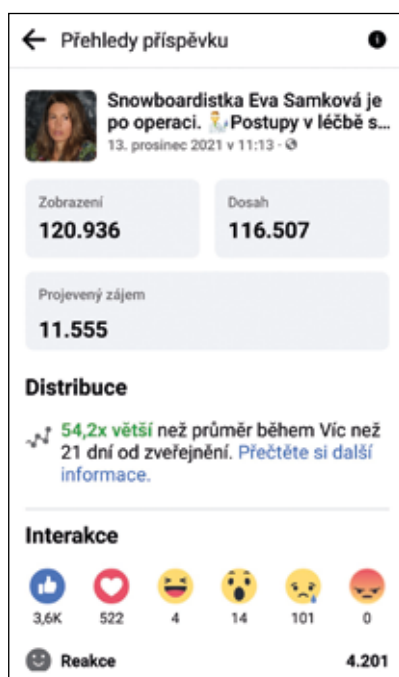 Přehledy příspěvku
Snowboardistka Eva Samková je
po operaci. Postupy v léčbě s...
13. prosinec 2021 v 11:13 ·
Zobrazení
120.936
Dosah
116.507
Projevený zájem
11.555
Distribuce
54,2x větší než průměr během Víc než
21 dní od zveřejnění. Přečtěte si další
informace.
Interakce
3,6K 522 4 14 101 0
Reakce 4.201